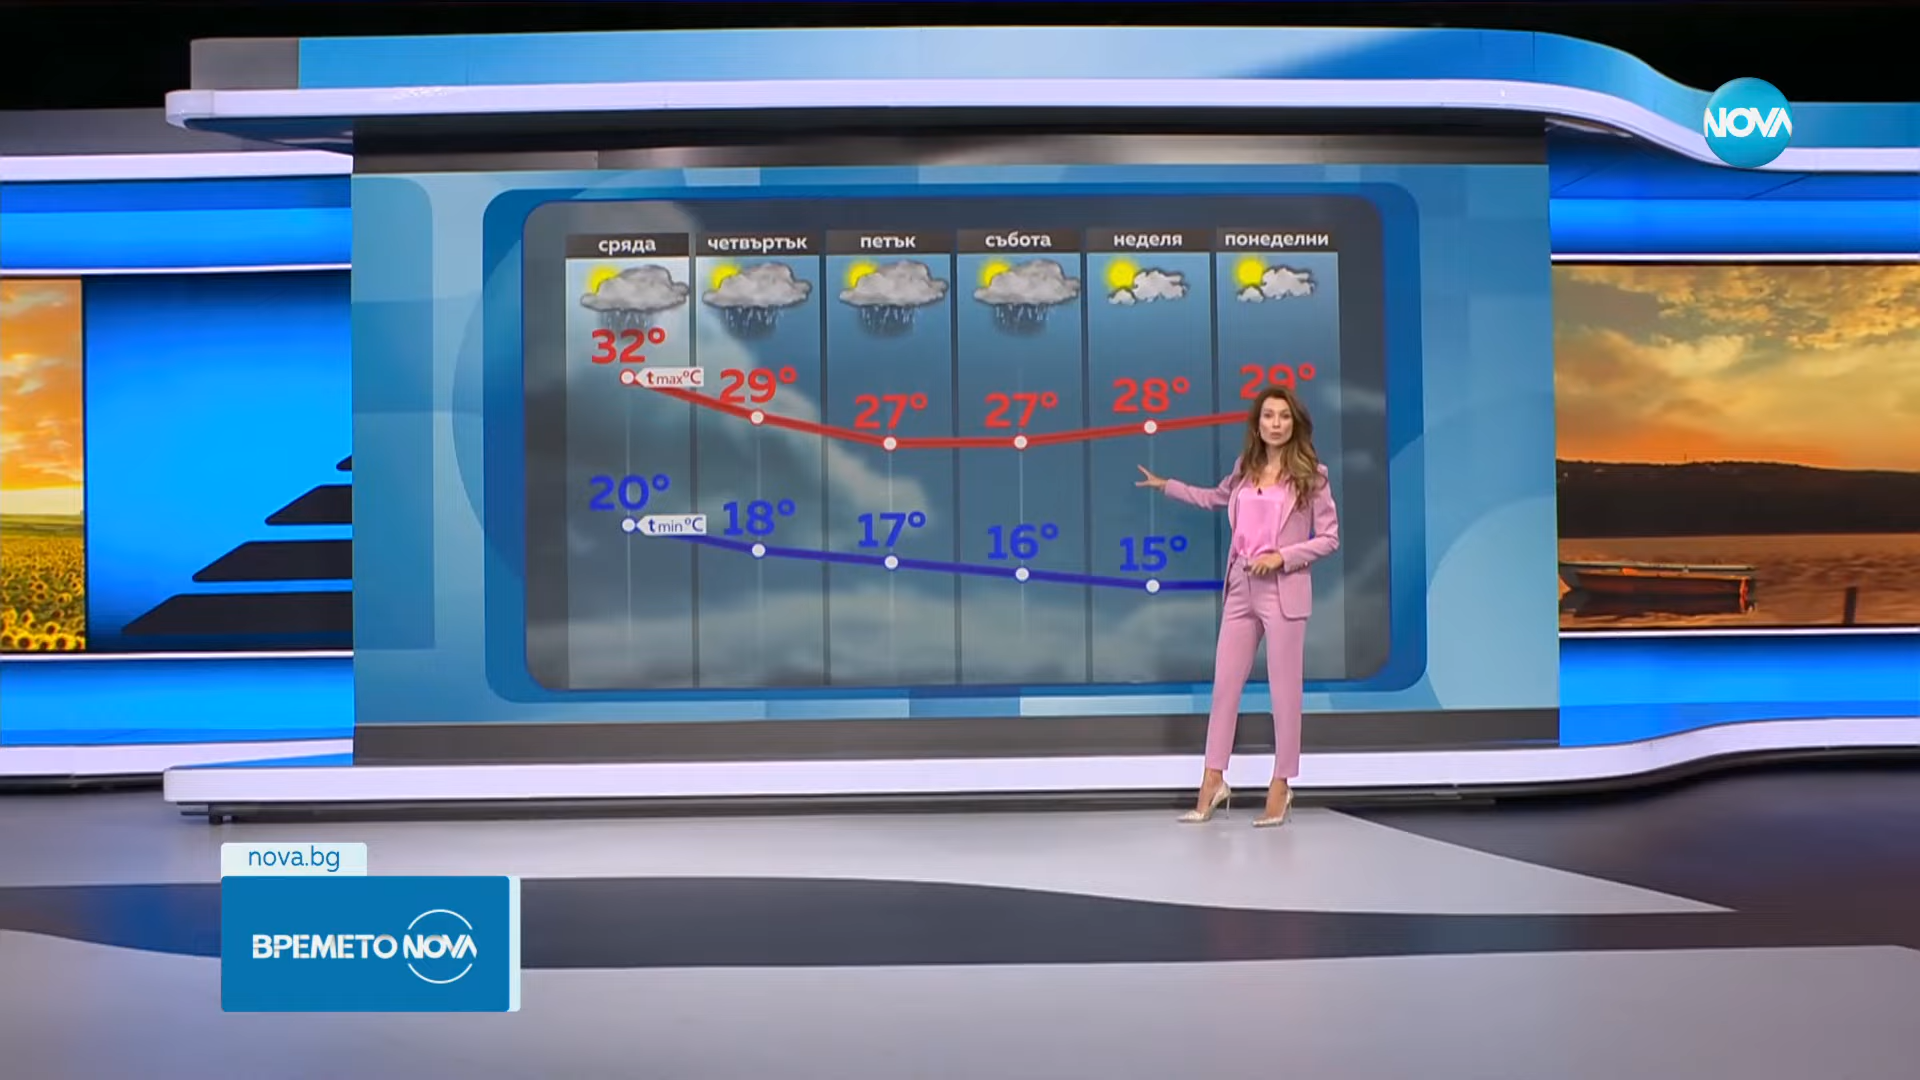 NOVA
сряда четвъртък петък събота неделя понеделни
32° 29° 27° 27° 28° 29°
tmax°C
20° 18° 17° 16° 15°
tmin°C
nova.bg
ВРЕМЕТО NOVA